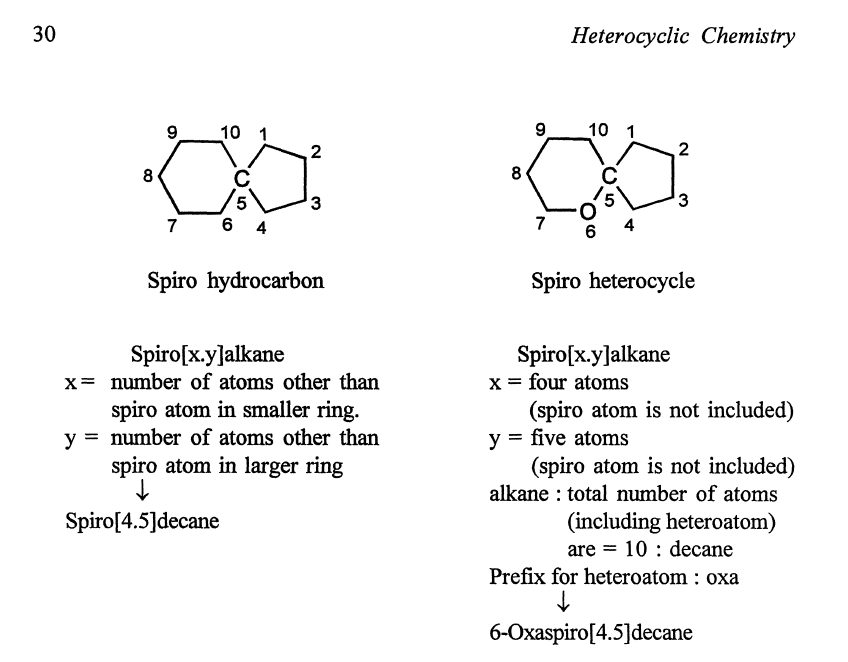 30
Heterocyclic Chemistry
9 10 1
2
8 C
5 3
7 6 4
9 10 1
2
8 C
5 3
O
7 6 4
Spiro hydrocarbon
Spiro heterocycle
Spiro[x.y]alkane
x = number of atoms other than
spiro atom in smaller ring.
y = number of atoms other than
spiro atom in larger ring
↓
Spiro[4.5]decane
Spiro[x.y]alkane
x = four atoms
(spiro atom is not included)
y = five atoms
(spiro atom is not included)
alkane : total number of atoms
(including heteroatom)
are = 10 : decane
Prefix for heteroatom : oxa
↓
6-Oxaspiro[4.5]decane